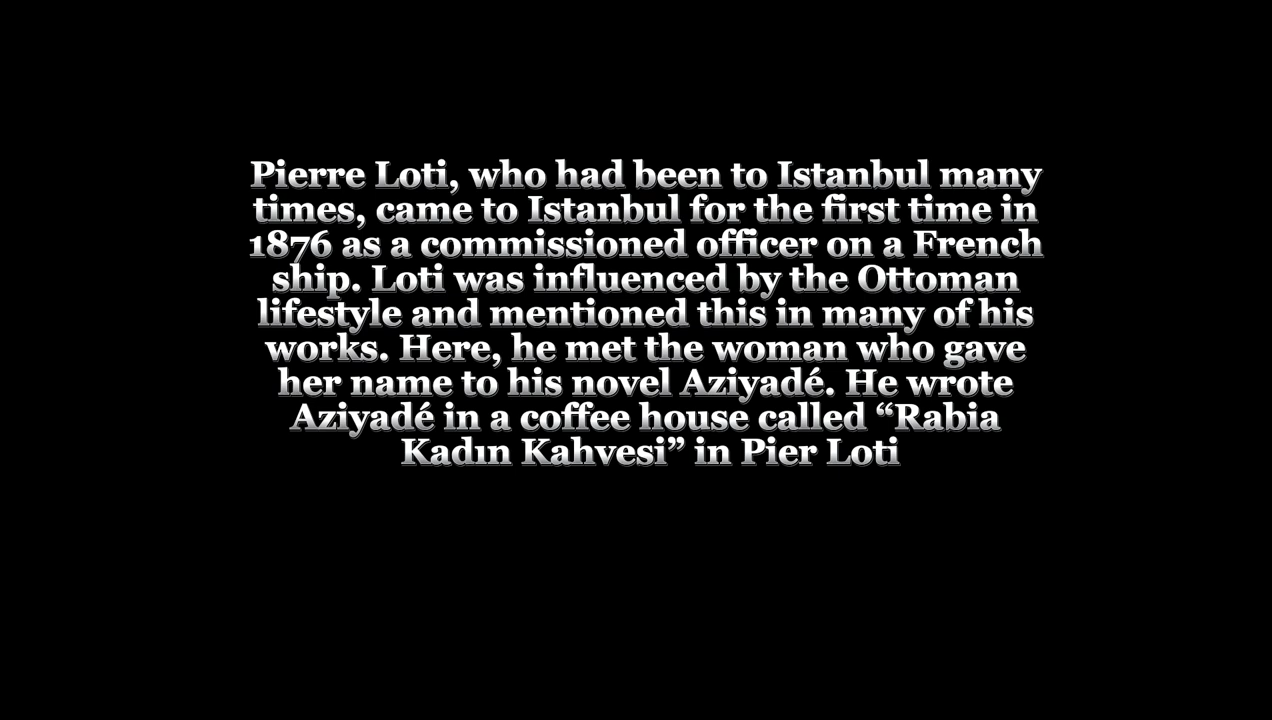 Pierre Loti, who had been to Istanbul many
times, came to Istanbul for the first time in
1876 as a commissioned officer on a French
ship. Loti was influenced by the Ottoman
lifestyle and mentioned this in many of his
works. Here, he met the woman who gave
her name to his novel Aziyadé. He wrote
Aziyadé in a coffee house called “Rabia
Kadın Kahvesi” in Pier Loti